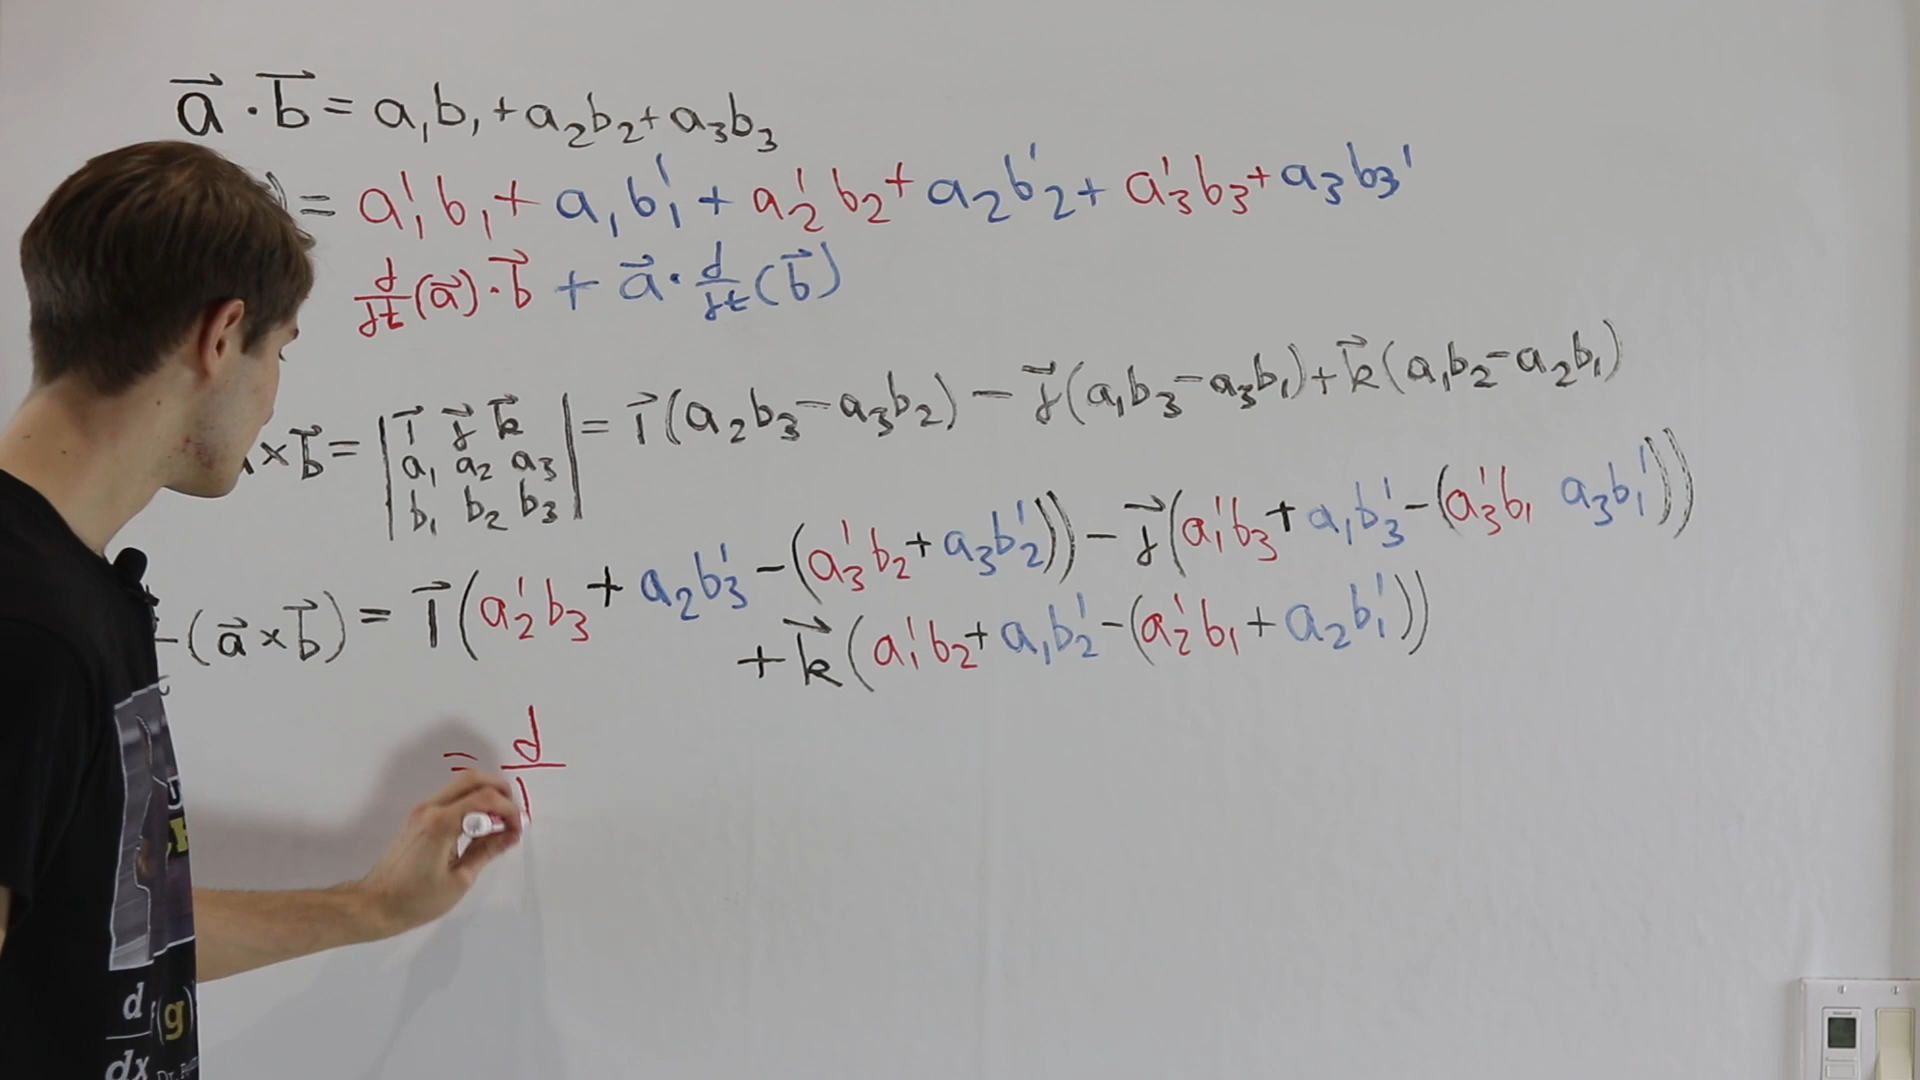 a⃗ · b⃗ = a₁b₁ + a₂b₂ + a₃b₃
) = a₁'b₁ + a₁b₁' + a₂'b₂ + a₂b₂' + a₃'b₃ + a₃b₃'
d/dt(a⃗) · b⃗ + a⃗ · d/dt(b⃗)
× b⃗ = | i⃗ j⃗ k⃗ | = i⃗(a₂b₃ - a₃b₂) - j⃗(a₁b₃ - a₃b₁) + k⃗(a₁b₂ - a₂b₁)
a₁ a₂ a₃
b₁ b₂ b₃
(a⃗ × b⃗) = i⃗(a₂'b₃ + a₂b₃' - (a₃'b₂ + a₃b₂')) - j⃗(a₁'b₃ + a₁b₃' - (a₃'b₁ a₃b₁'))
+ k⃗(a₁'b₂ + a₁b₂' - (a₂'b₁ + a₂b₁'))
= d
d
(g)
dx